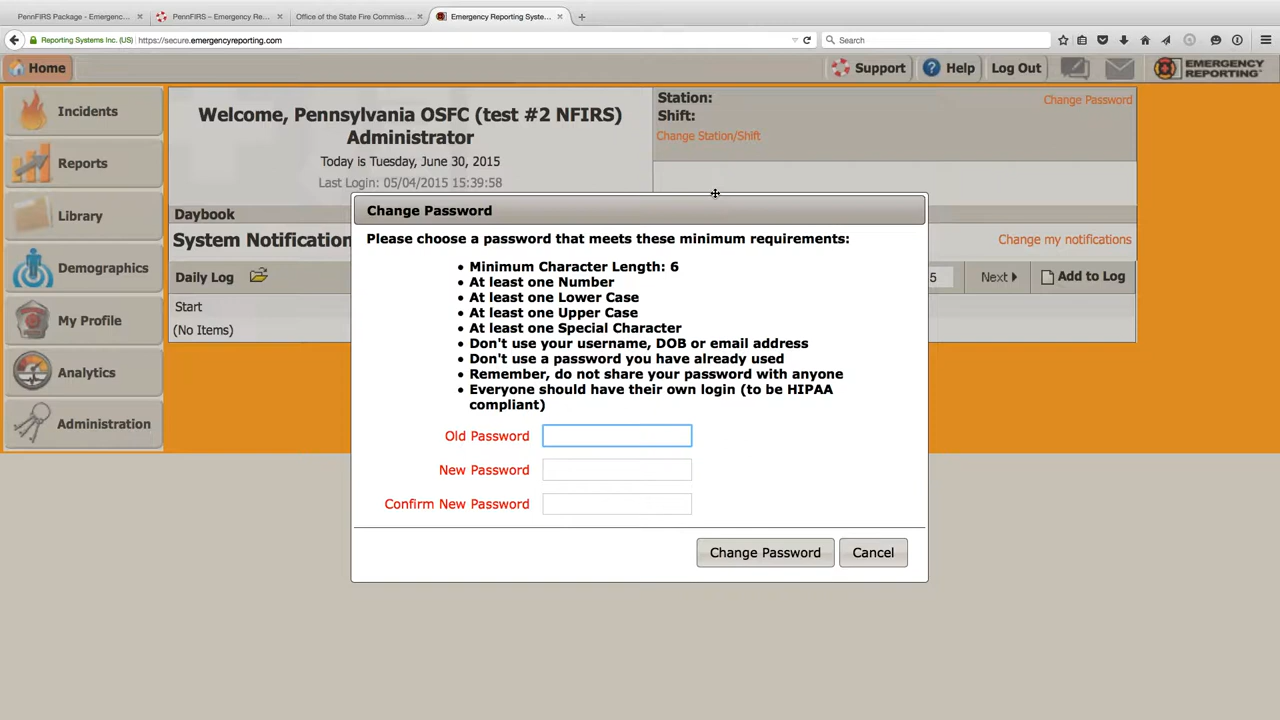 PennFIRS Package - Emergenc...
PennFIRS – Emergency Re...
Office of the State Fire Commiss...
Emergency Reporting Syste...
Reporting Systems Inc. (US)
https://secure.emergencyreporting.com
Search
Home
Support
Help
Log Out
EMERGENCY
REPORTING
Incidents
Reports
Library
Demographics
My Profile
Analytics
Administration
Welcome, Pennsylvania OSFC (test #2 NFIRS)
Administrator
Today is Tuesday, June 30, 2015
Last Login: 05/04/2015 15:39:58
Station:
Shift:
Change Station/Shift
Change Password
Daybook
System Notification
Change my notifications
Daily Log
5
Next
Add to Log
Start
(No Items)
Change Password
Please choose a password that meets these minimum requirements:
• Minimum Character Length: 6
• At least one Number
• At least one Lower Case
• At least one Upper Case
• At least one Special Character
• Don't use your username, DOB or email address
• Don't use a password you have already used
• Remember, do not share your password with anyone
• Everyone should have their own login (to be HIPAA
compliant)
Old Password
New Password
Confirm New Password
Change Password
Cancel